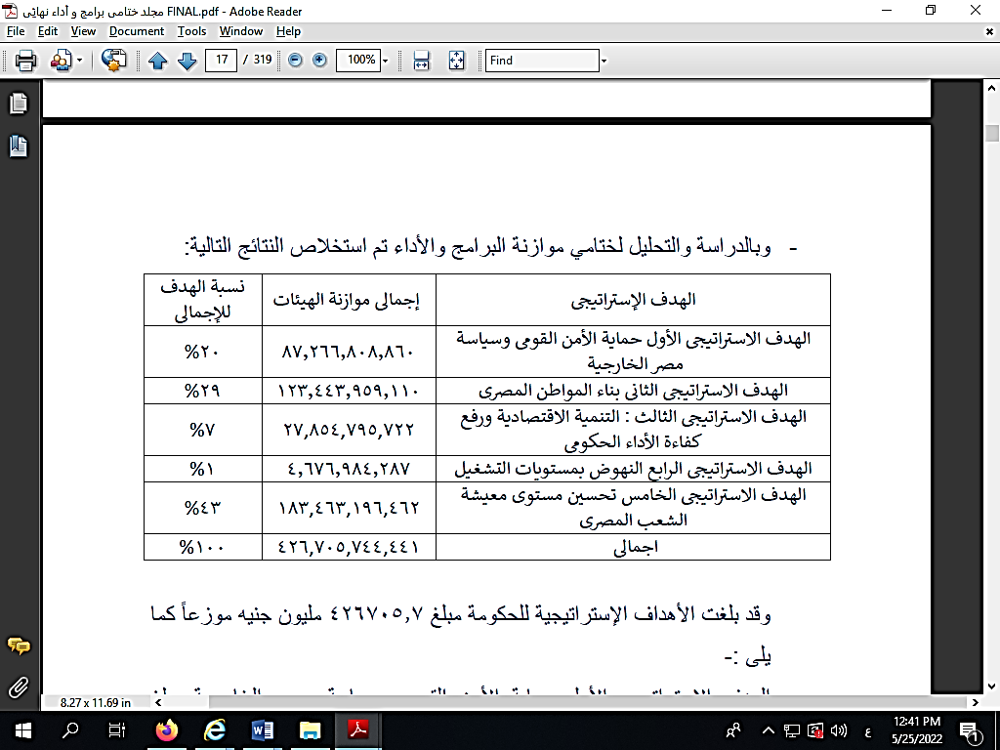 مجلد ختامى برامج و أداء نهائى FINAL.pdf - Adobe Reader
File Edit View Document Tools Window Help
17 / 319 100% Find
- وبالدراسة والتحليل لختامي موازنة البرامج والأداء تم استخلاص النتائج التالية:
الهدف الإستراتيجى إجمالى موازنة الهيئات نسبة الهدف
للإجمالى
الهدف الاستراتيجى الأول حماية الأمن القومى وسياسة
مصر الخارجية ٨٧,٢٦٦,٨٠٨,٨٦٠ %٢٠
الهدف الاستراتيجى الثانى بناء المواطن المصرى ١٢٣,٤٤٣,٩٥٩,١١٠ %٢٩
الهدف الاستراتيجى الثالث : التنمية الاقتصادية ورفع
كفاءة الأداء الحكومى ٢٧,٨٥٤,٧٩٥,٧٢٢ %٧
الهدف الاستراتيجى الرابع النهوض بمستويات التشغيل ٤,٦٧٦,٩٨٤,٢٨٧ %١
الهدف الاستراتيجى الخامس تحسين مستوى معيشة
الشعب المصرى ١٨٣,٤٦٣,١٩٦,٤٦٢ %٤٣
اجمالى ٤٢٦,٧٠٥,٧٤٤,٤٤١ %١٠٠
وقد بلغت الأهداف الإستراتيجية للحكومة مبلغ ٤٢٦٧٠٥,٧ مليون جنيه موزعاً كما
يلى :-
8.27 x 11.69 in
ع 12:41 PM
5/25/2022 1